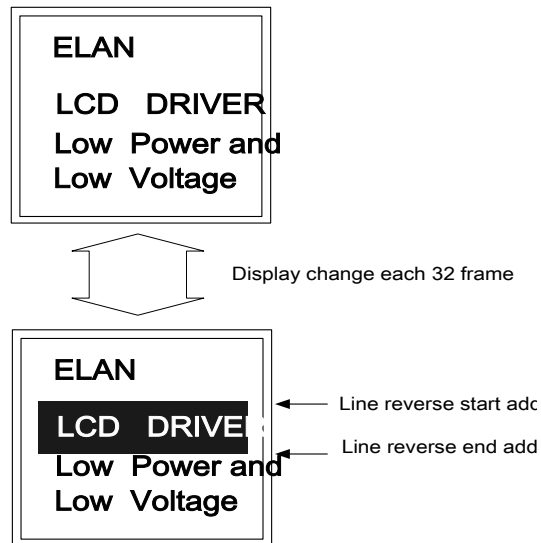 ELAN
LCD DRIVER
Low Power and
Low Voltage
Display change each 32 frame
ELAN
LCD DRIVER
Line reverse start add
Line reverse end add
Low Power and
Low Voltage